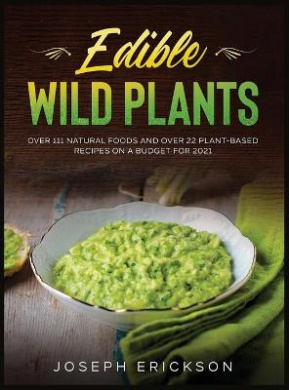 Edible
WILD PLANTS
OVER 111 NATURAL FOODS AND OVER 22 PLANT-BASED
RECIPES ON A BUDGET FOR 2021
JOSEPH ERICKSON